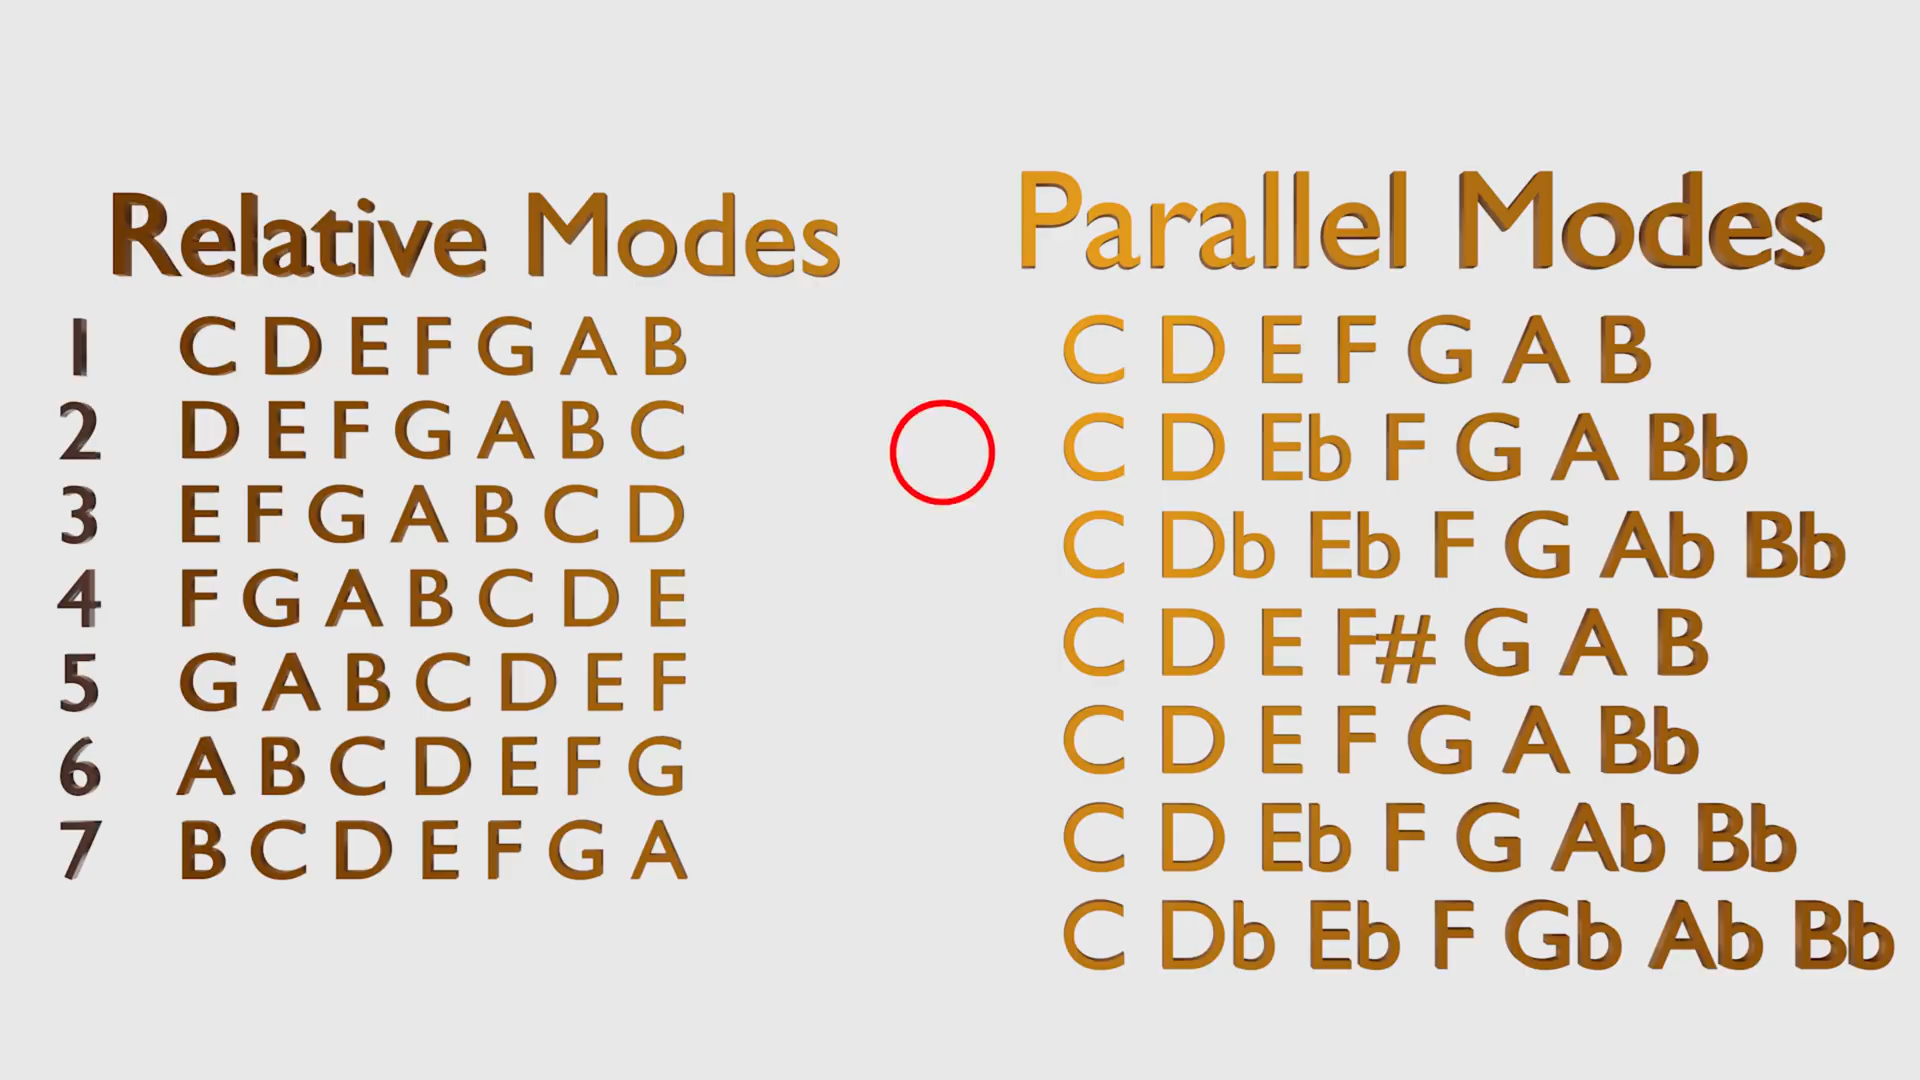 Relative Modes
1 C D E F G A B
2 D E F G A B C
3 E F G A B C D
4 F G A B C D E
5 G A B C D E F
6 A B C D E F G
7 B C D E F G A
Parallel Modes
C D E F G A B
C D Eb F G A Bb
C Db Eb F G Ab Bb
C D E F# G A B
C D E F G A Bb
C D Eb F G Ab Bb
C Db Eb F Gb Ab Bb